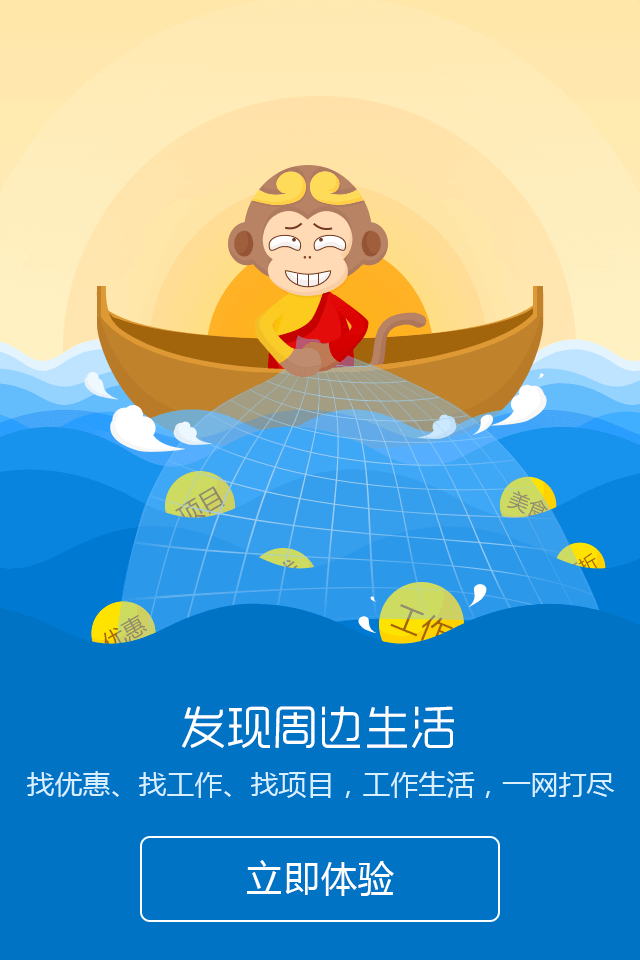 项目
美食
折
优惠
工作
发现周边生活
找优惠、找工作、找项目，工作生活，一网打尽
立即体验